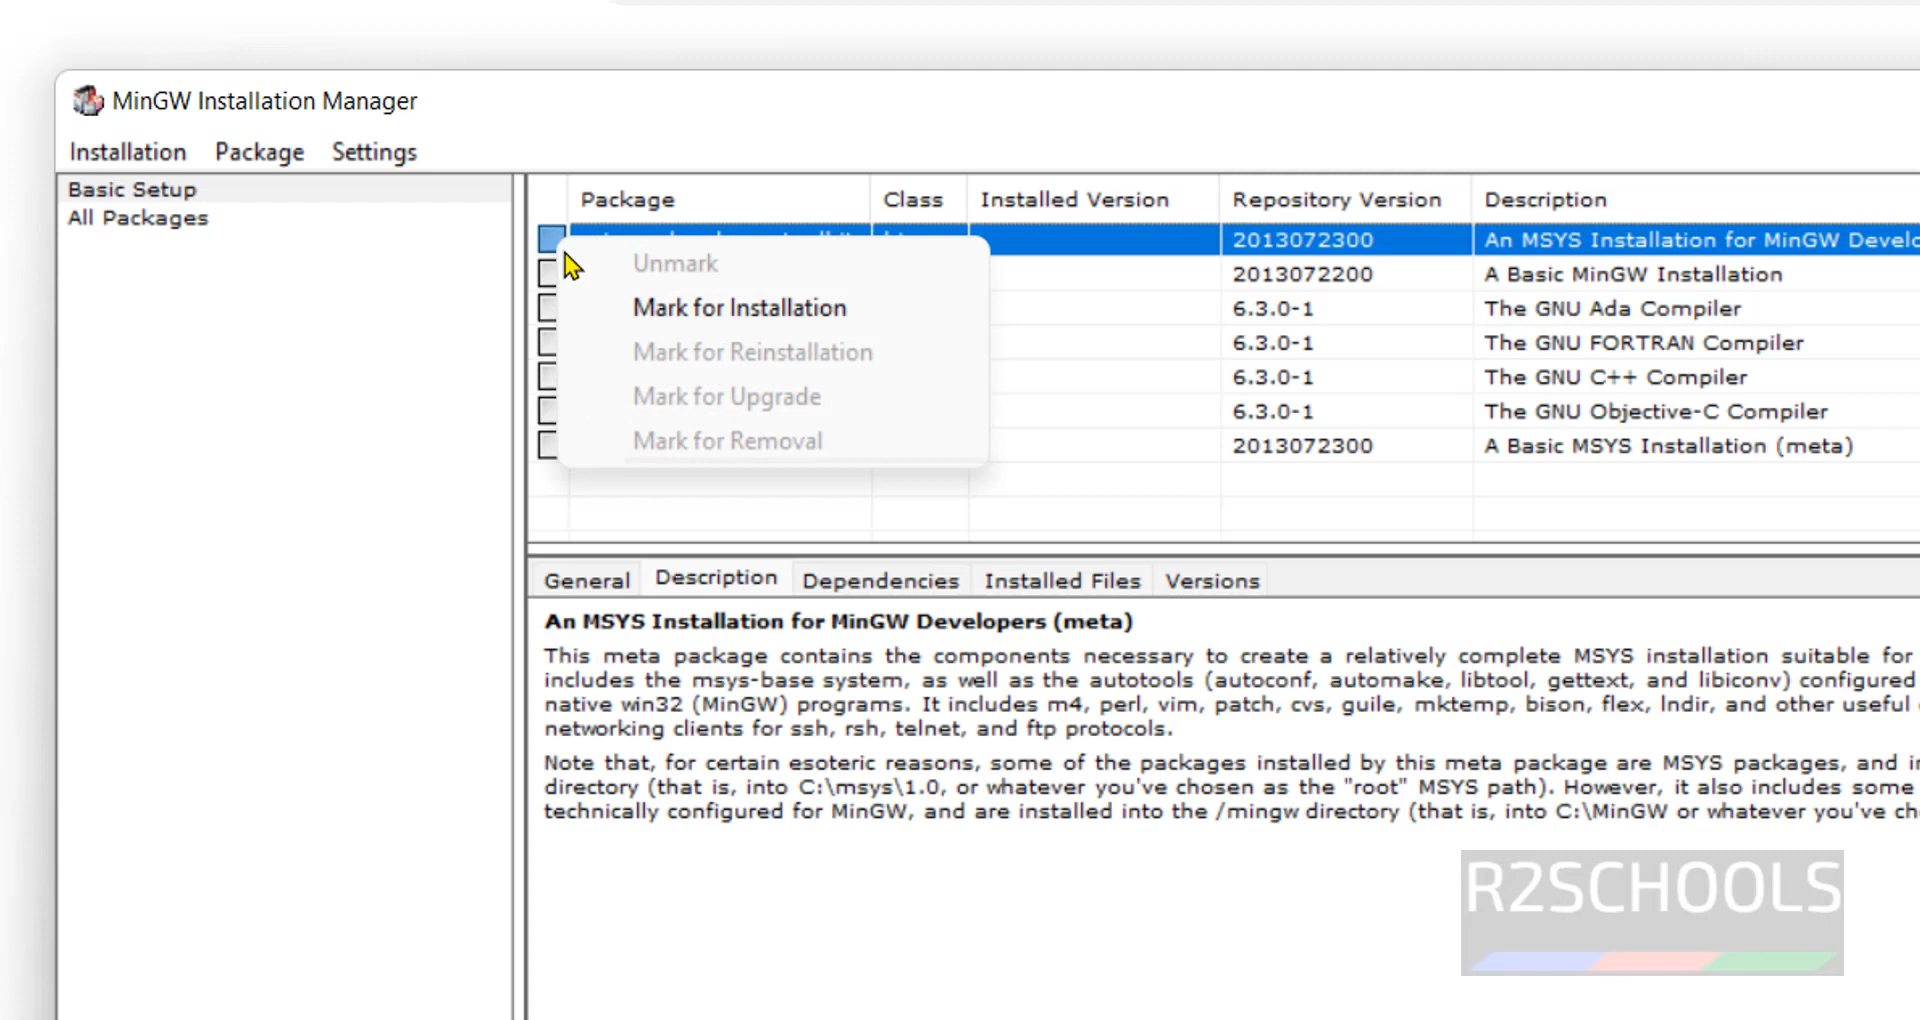 MinGW Installation Manager
Installation Package Settings
Basic Setup
All Packages
Package Class Installed Version Repository Version Description
2013072300 An MSYS Installation for MinGW Develo
2013072200 A Basic MinGW Installation
6.3.0-1 The GNU Ada Compiler
6.3.0-1 The GNU FORTRAN Compiler
6.3.0-1 The GNU C++ Compiler
6.3.0-1 The GNU Objective-C Compiler
2013072300 A Basic MSYS Installation (meta)
Unmark
Mark for Installation
Mark for Reinstallation
Mark for Upgrade
Mark for Removal
General Description Dependencies Installed Files Versions
An MSYS Installation for MinGW Developers (meta)
This meta package contains the components necessary to create a relatively complete MSYS installation suitable for
includes the msys-base system, as well as the autotools (autoconf, automake, libtool, gettext, and libiconv) configured
native win32 (MinGW) programs. It includes m4, perl, vim, patch, cvs, guile, mktemp, bison, flex, lndir, and other useful
networking clients for ssh, rsh, telnet, and ftp protocols.
Note that, for certain esoteric reasons, some of the packages installed by this meta package are MSYS packages, and i
directory (that is, into C:\msys\1.0, or whatever you've chosen as the "root" MSYS path). However, it also includes some
technically configured for MinGW, and are installed into the /mingw directory (that is, into C:\MinGW or whatever you've ch
R2SCHOOLS